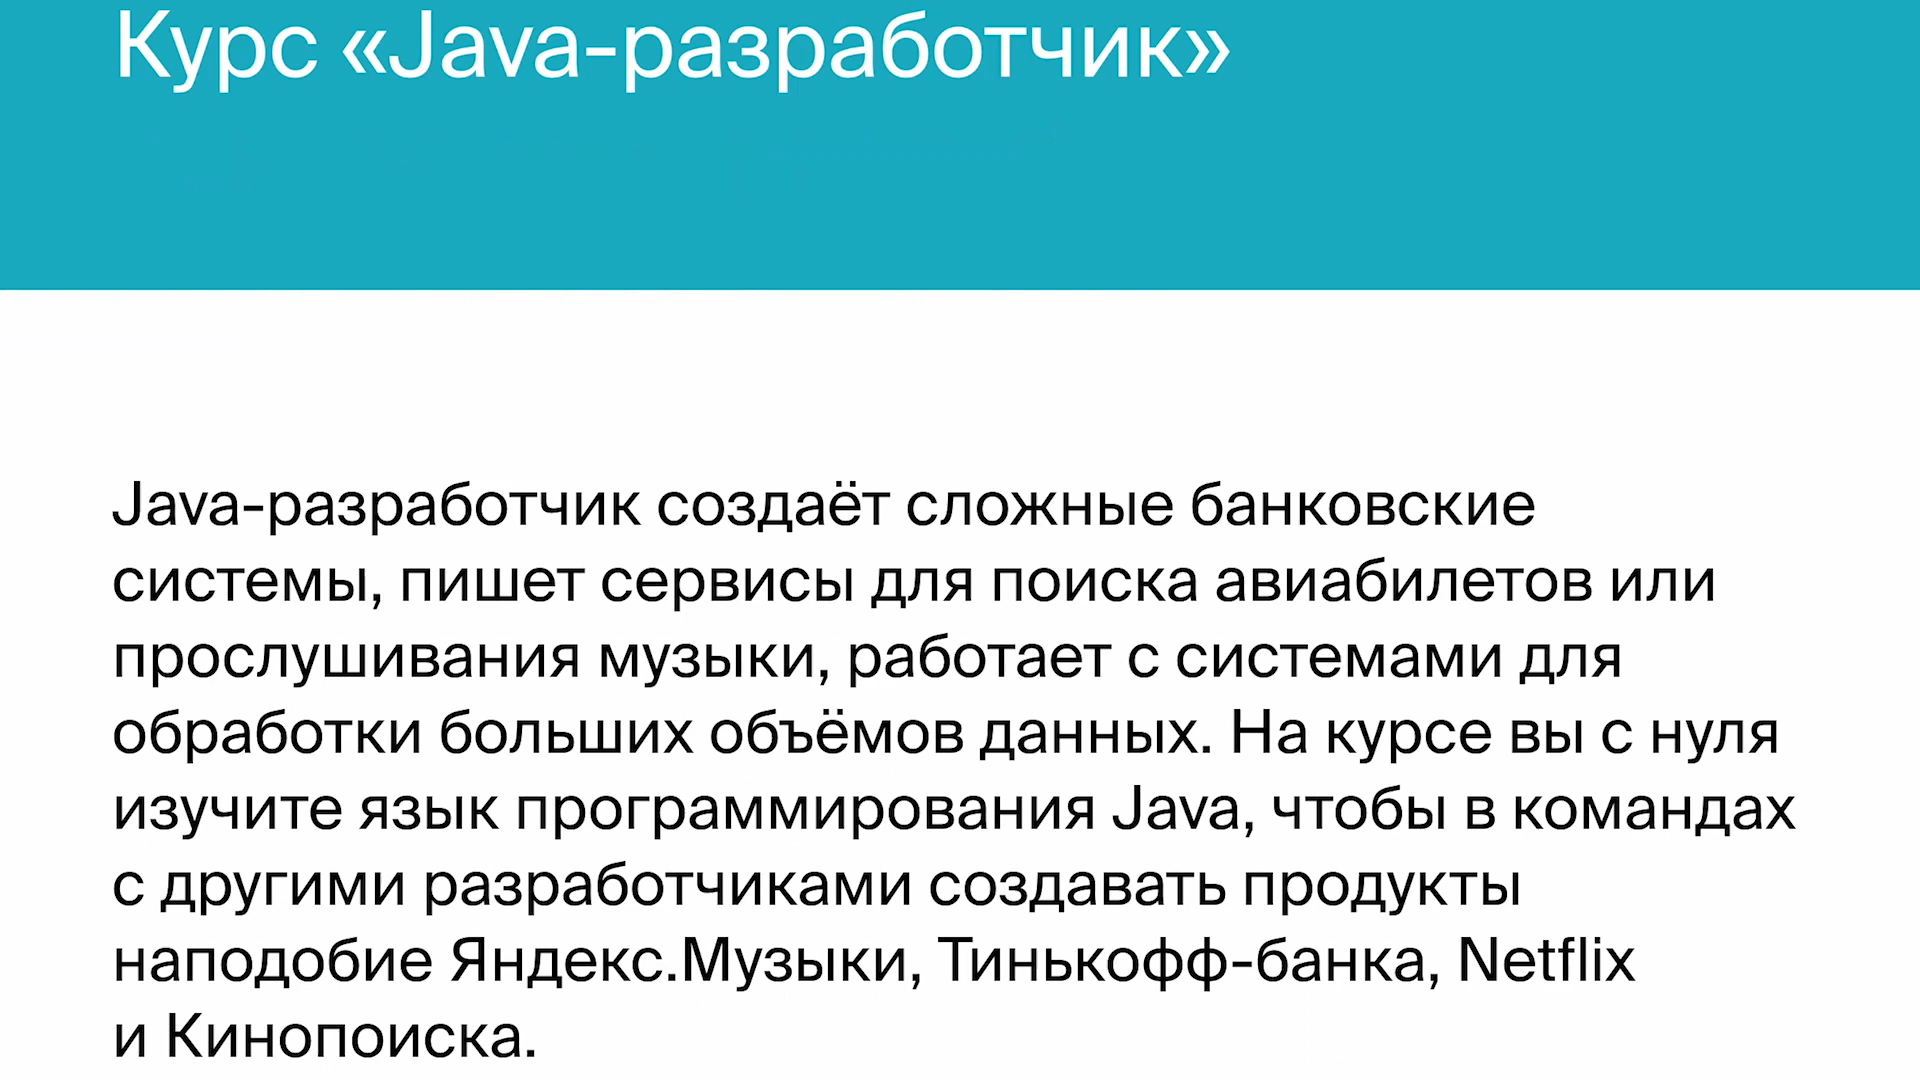 Курс «Java-разработчик»
Java-разработчик создаёт сложные банковские
системы, пишет сервисы для поиска авиабилетов или
прослушивания музыки, работает с системами для
обработки больших объёмов данных. На курсе вы с нуля
изучите язык программирования Java, чтобы в командах
с другими разработчиками создавать продукты
наподобие Яндекс.Музыки, Тинькофф-банка, Netflix
и Кинопоиска.